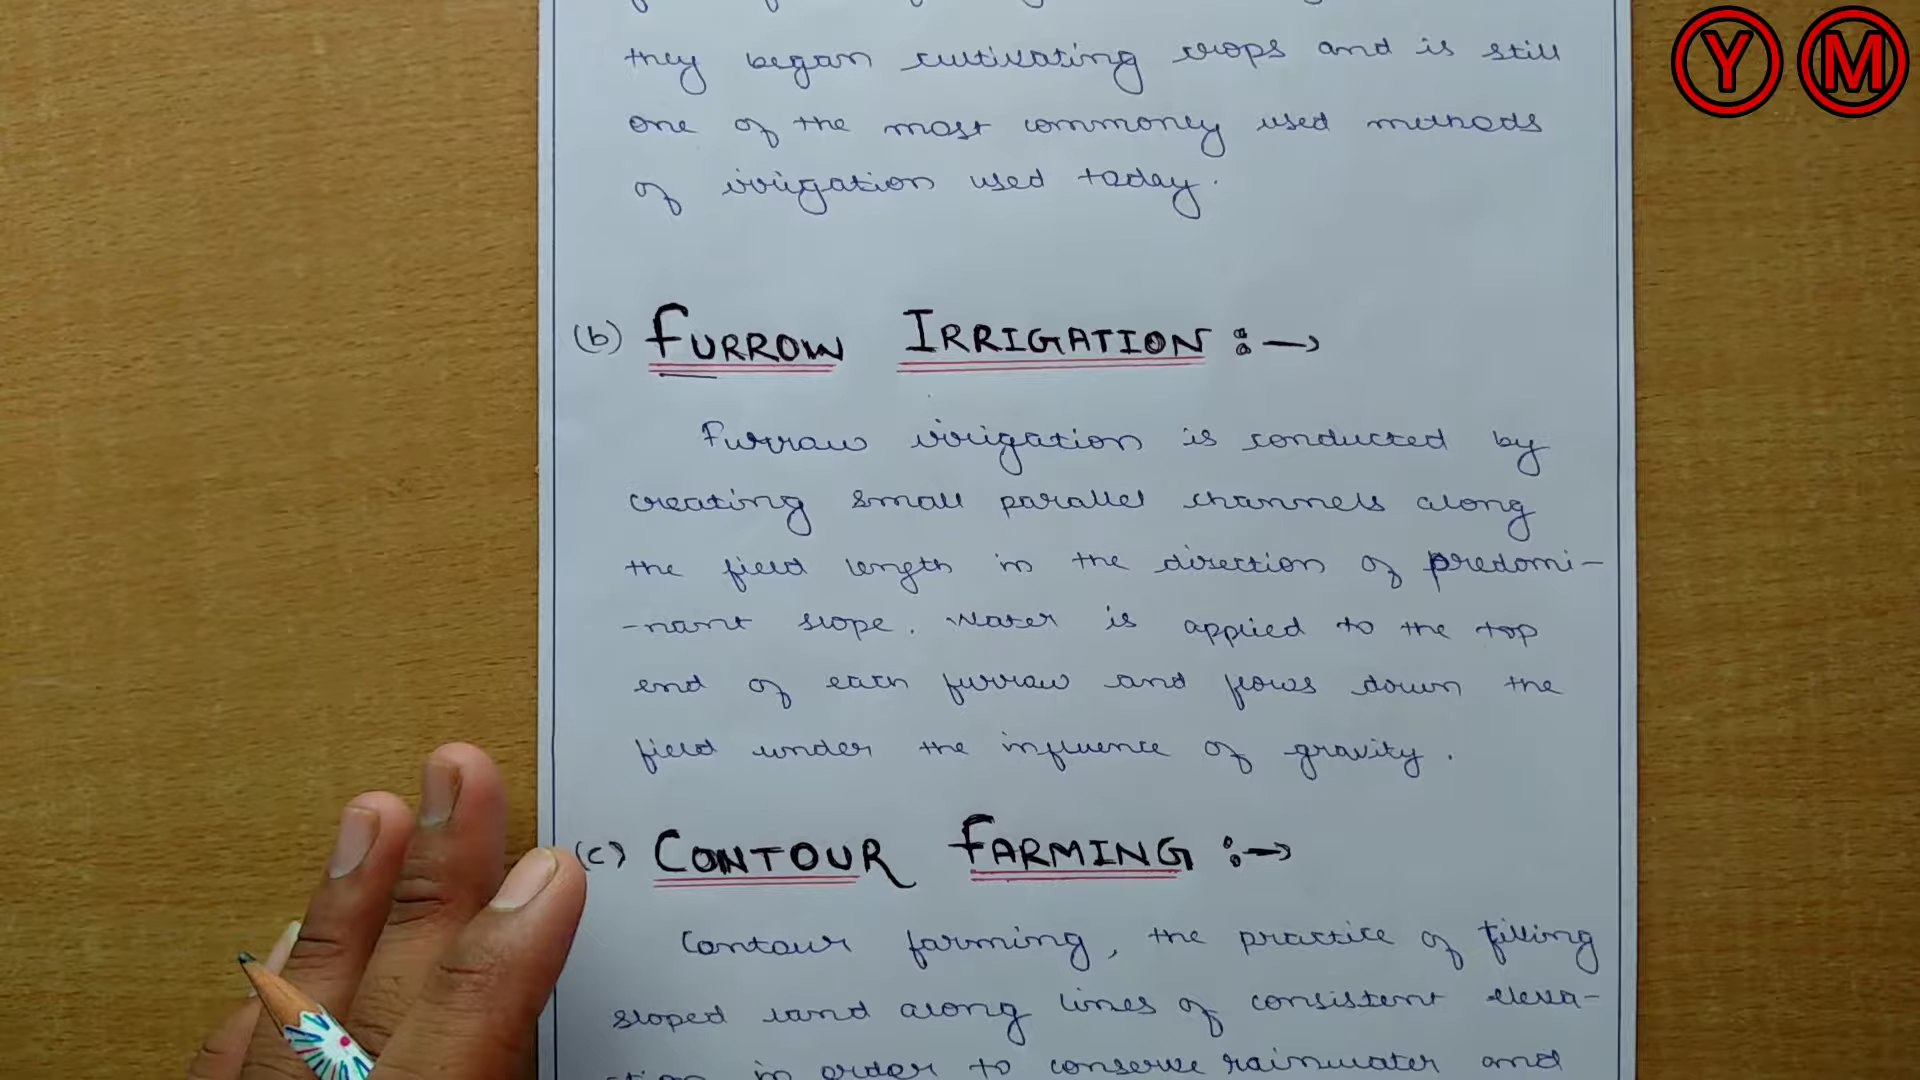 they began cultivating crops and is still
one of the most commonly used methods
of irrigation used today.
(b) FURROW IRRIGATION :→
Furrow irrigation is conducted by
creating small parallel channels along
the field length in the direction of predomi-
-nant slope. Water is applied to the top
end of each furrow and flows down the
field under the influence of gravity.
(c) CONTOUR FARMING :→
Contour farming, the practice of
sloped land along lines of consistent eleva-
-tion in order to conserve rainwater and
Y M